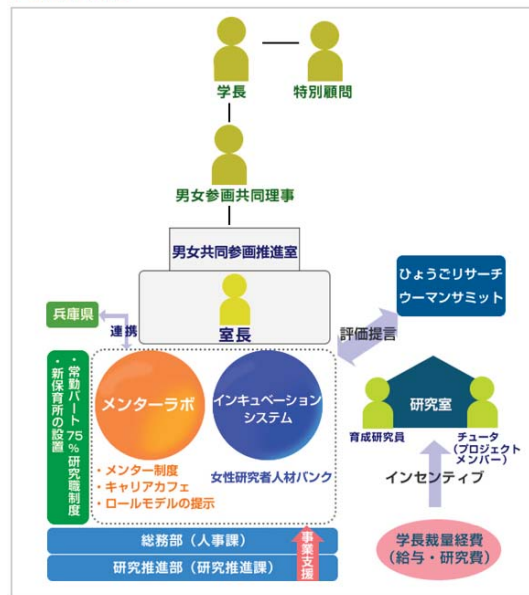 学長
特別顧問
男女参画共同理事
男女共同参画推進室
室長
兵庫県
連携
ひょうごリサーチ
ウーマンサミット
評価提言
・常勤パート75%研究職制度
・新保育所の設置
メンターラボ
インキュベーション
システム
・メンター制度
・キャリアカフェ
・ロールモデルの提示
女性研究者人材バンク
研究室
育成研究員
チュータ
(プロジェクト
メンバー)
インセンティブ
学長裁量経費
(給与・研究費)
総務部(人事課)
研究推進部(研究推進課)
事業支援